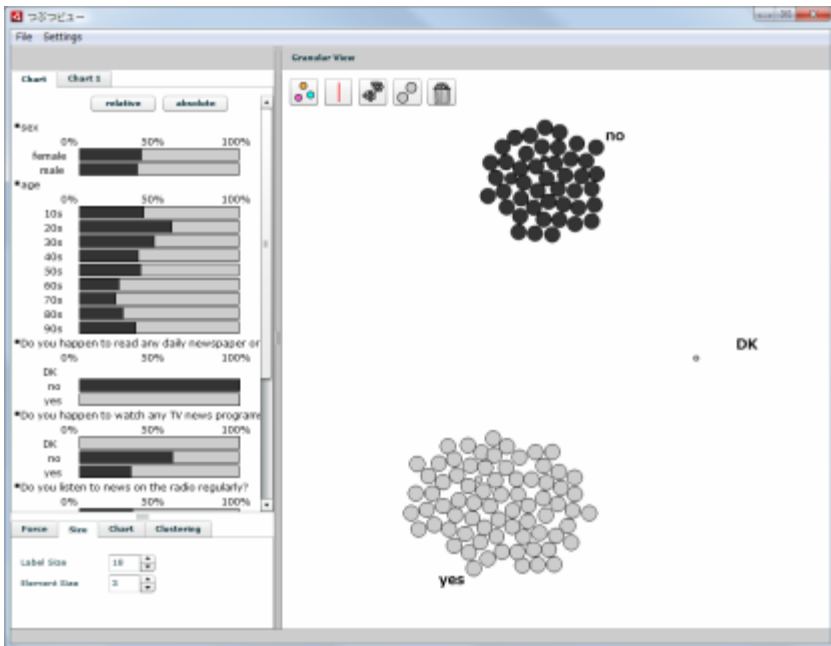 つぶつビュー
File Settings
Granular View
Chart Chart 1
relative absolute
*sex
0% 50% 100%
female
male
*age
0% 50% 100%
10s
20s
30s
40s
50s
60s
70s
80s
90s
*Do you happen to read any daily newspaper or
0% 50% 100%
DK
no
yes
*Do you happen to watch any TV news programe
0% 50% 100%
DK
no
yes
*Do you listen to news on the radio regularly?
0% 50% 100%
Force Size Chart Clustering
Label Size 18
Element Size 3
no
DK
yes